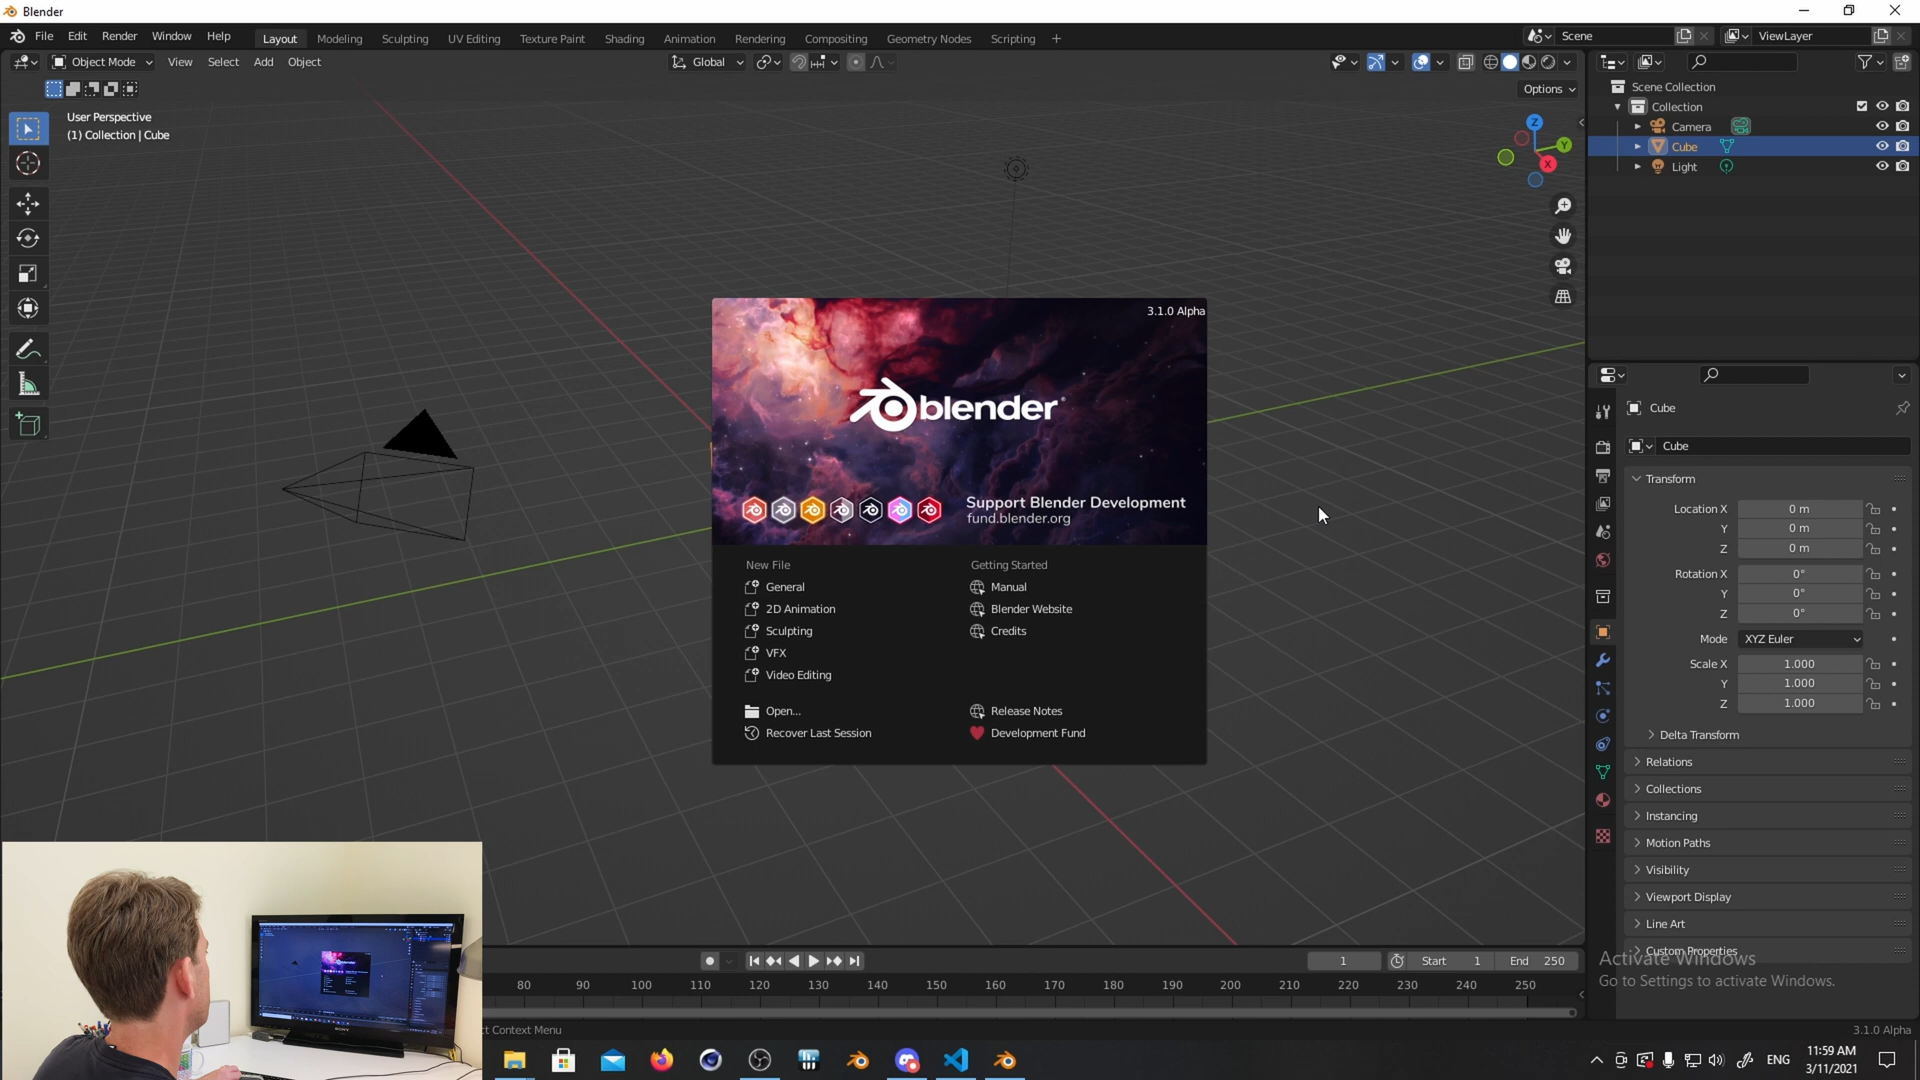 Blender
File Edit Render Window Help Layout Modeling Sculpting UV Editing Texture Paint Shading Animation Rendering Compositing Geometry Nodes Scripting + Scene ViewLayer
Object Mode View Select Add Object Global
Options
User Perspective
(1) Collection | Cube
Z
Y
X
Scene Collection
Collection
Camera
Cube
Light
3.1.0 Alpha
blender
Support Blender Development
fund.blender.org
New File
General
2D Animation
Sculpting
VFX
Video Editing
Open...
Recover Last Session
Getting Started
Manual
Blender Website
Credits
Release Notes
Development Fund
Cube
Cube
Transform
Location X 0 m
Y 0 m
Z 0 m
Rotation X 0°
Y 0°
Z 0°
Mode XYZ Euler
Scale X 1.000
Y 1.000
Z 1.000
Delta Transform
Relations
Collections
Instancing
Motion Paths
Visibility
Viewport Display
Line Art
Custom Properties
Activate Windows
Go to Settings to activate Windows.
1 Start 1 End 250
80 90 100 110 120 130 140 150 160 170 180 190 200 210 220 230 240 250
ct Context Menu
3.1.0 Alpha
SONY
ENG
11:59 AM
3/11/2021